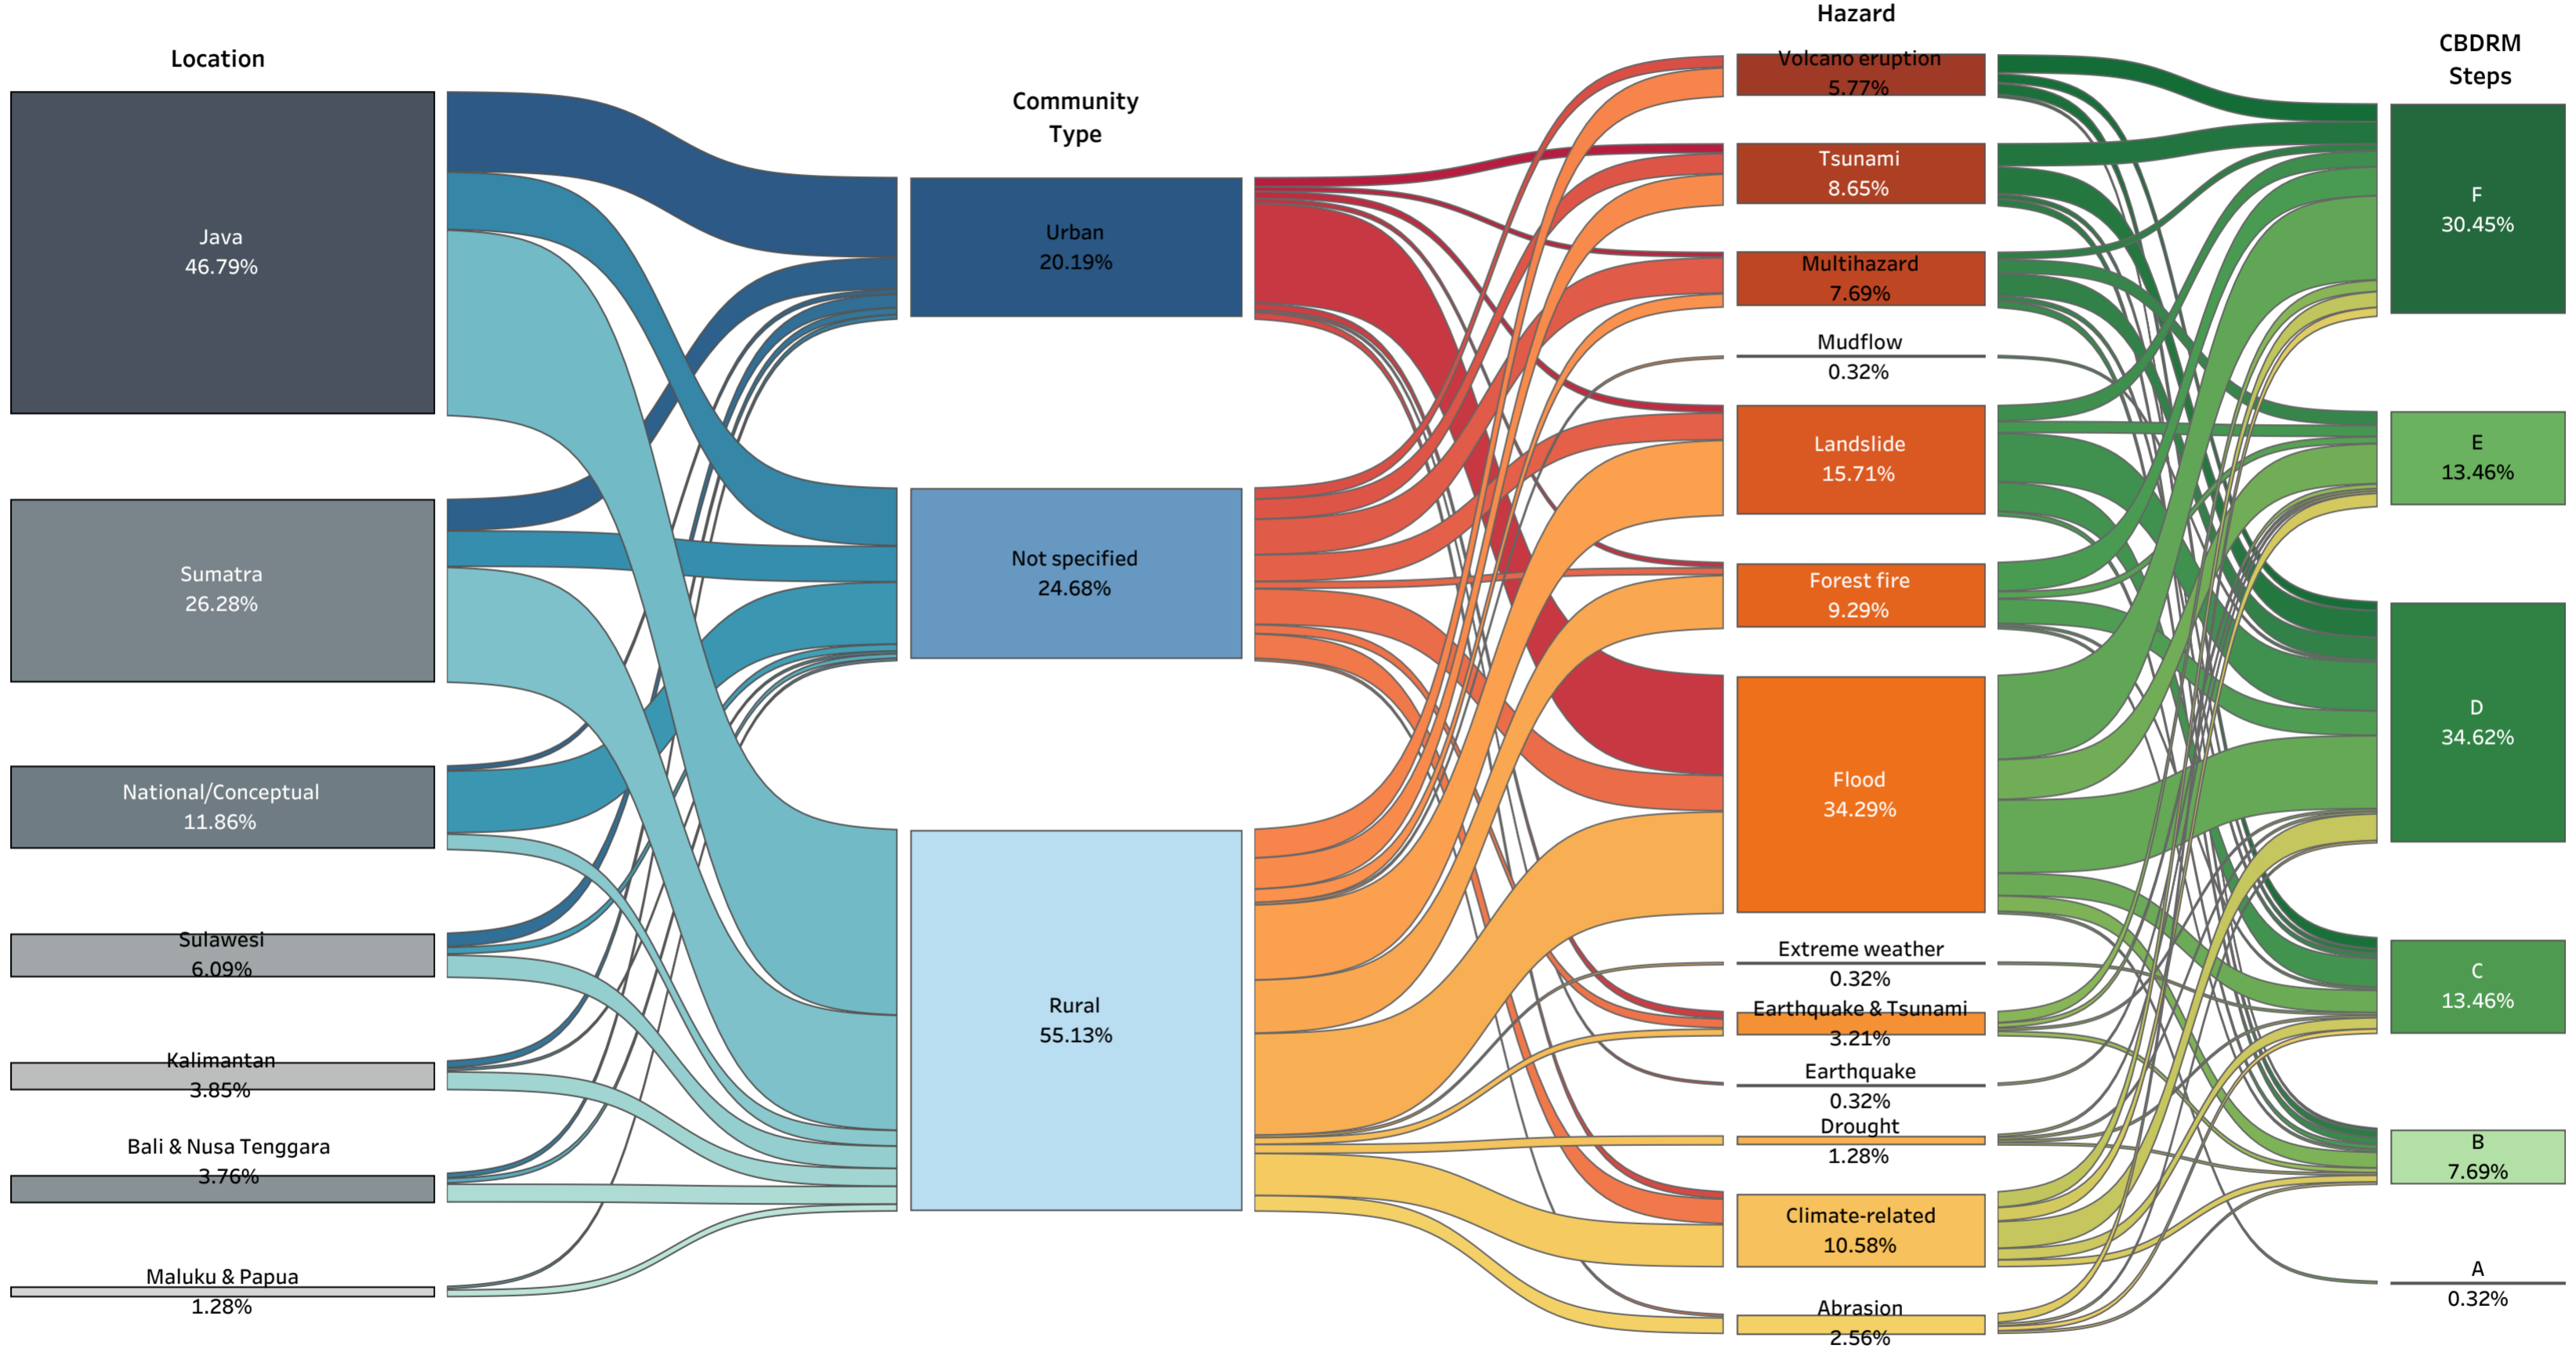 Location
Java
46.79%
Sumatra
26.28%
National/Conceptual
11.86%
Sulawesi
6.09%
Kalimantan
3.85%
Bali & Nusa Tenggara
3.76%
Maluku & Papua
1.28%
Community
Type
Urban
20.19%
Not specified
24.68%
Rural
55.13%
Hazard
Volcano eruption
5.77%
Tsunami
8.65%
Multihazard
7.69%
Mudflow
0.32%
Landslide
15.71%
Forest fire
9.29%
Flood
34.29%
Extreme weather
0.32%
Earthquake & Tsunami
3.21%
Earthquake
0.32%
Drought
1.28%
Climate-related
10.58%
Abrasion
2.56%
CBDRM
Steps
F
30.45%
E
13.46%
D
34.62%
C
13.46%
B
7.69%
A
0.32%